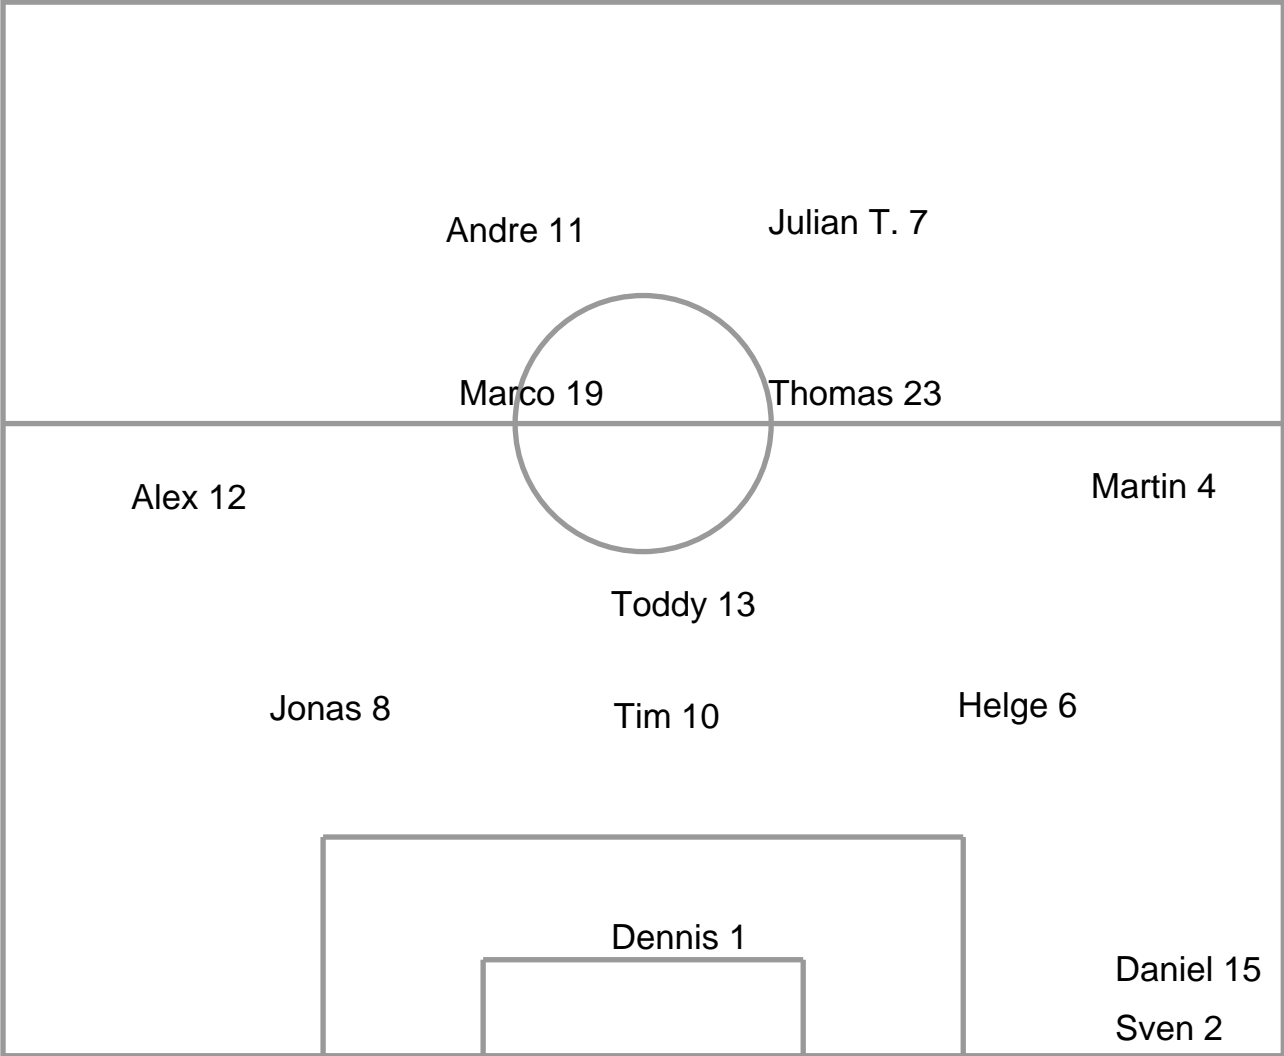 Andre 11
Julian T. 7
Marco 19
Thomas 23
Alex 12
Martin 4
Toddy 13
Jonas 8
Tim 10
Helge 6
Dennis 1
Daniel 15
Sven 2